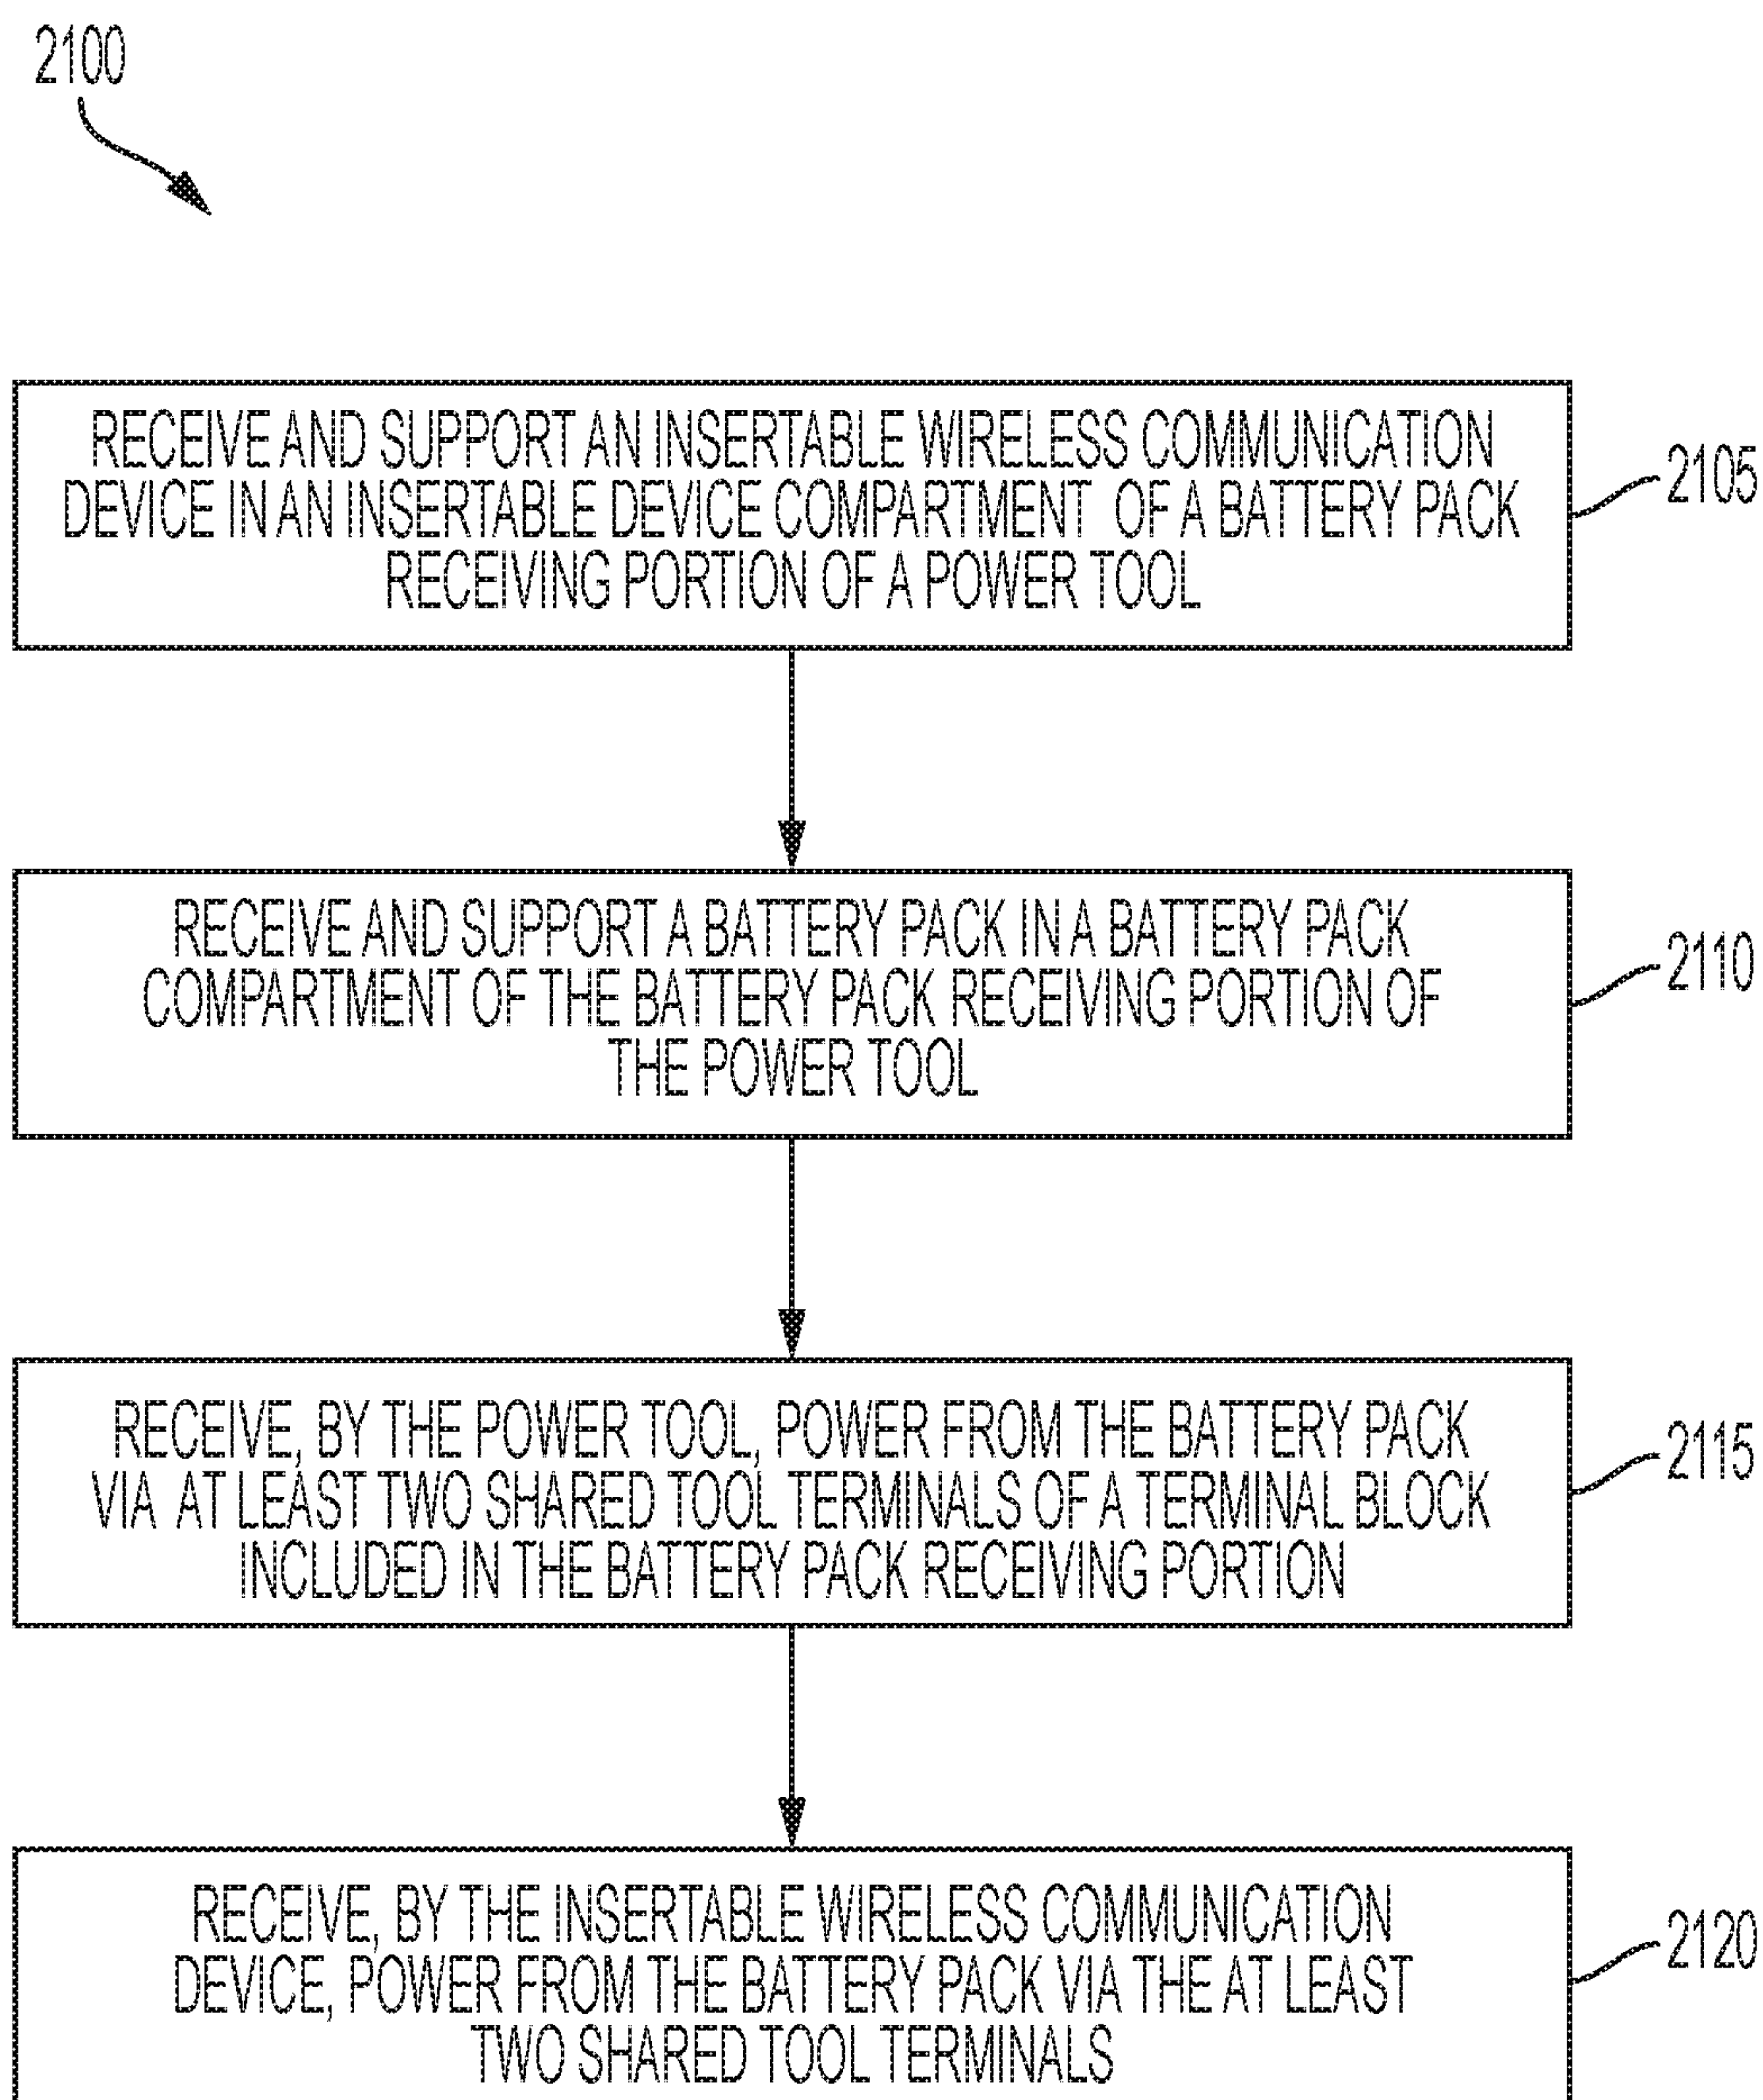 2100
RECEIVE AND SUPPORT AN INSERTABLE WIRELESS COMMUNICATION
DEVICE IN AN INSERTABLE DEVICE COMPARTMENT OF A BATTERY PACK
RECEIVING PORTION OF A POWER TOOL
2105
RECEIVE AND SUPPORT A BATTERY PACK IN A BATTERY PACK
COMPARTMENT OF THE BATTERY PACK RECEIVING PORTION OF
THE POWER TOOL
2110
RECEIVE, BY THE POWER TOOL, POWER FROM THE BATTERY PACK
VIA AT LEAST TWO SHARED TOOL TERMINALS OF A TERMINAL BLOCK
INCLUDED IN THE BATTERY PACK RECEIVING PORTION
2115
RECEIVE, BY THE INSERTABLE WIRELESS COMMUNICATION
DEVICE, POWER FROM THE BATTERY PACK VIA THE AT LEAST
TWO SHARED TOOL TERMINALS
2120